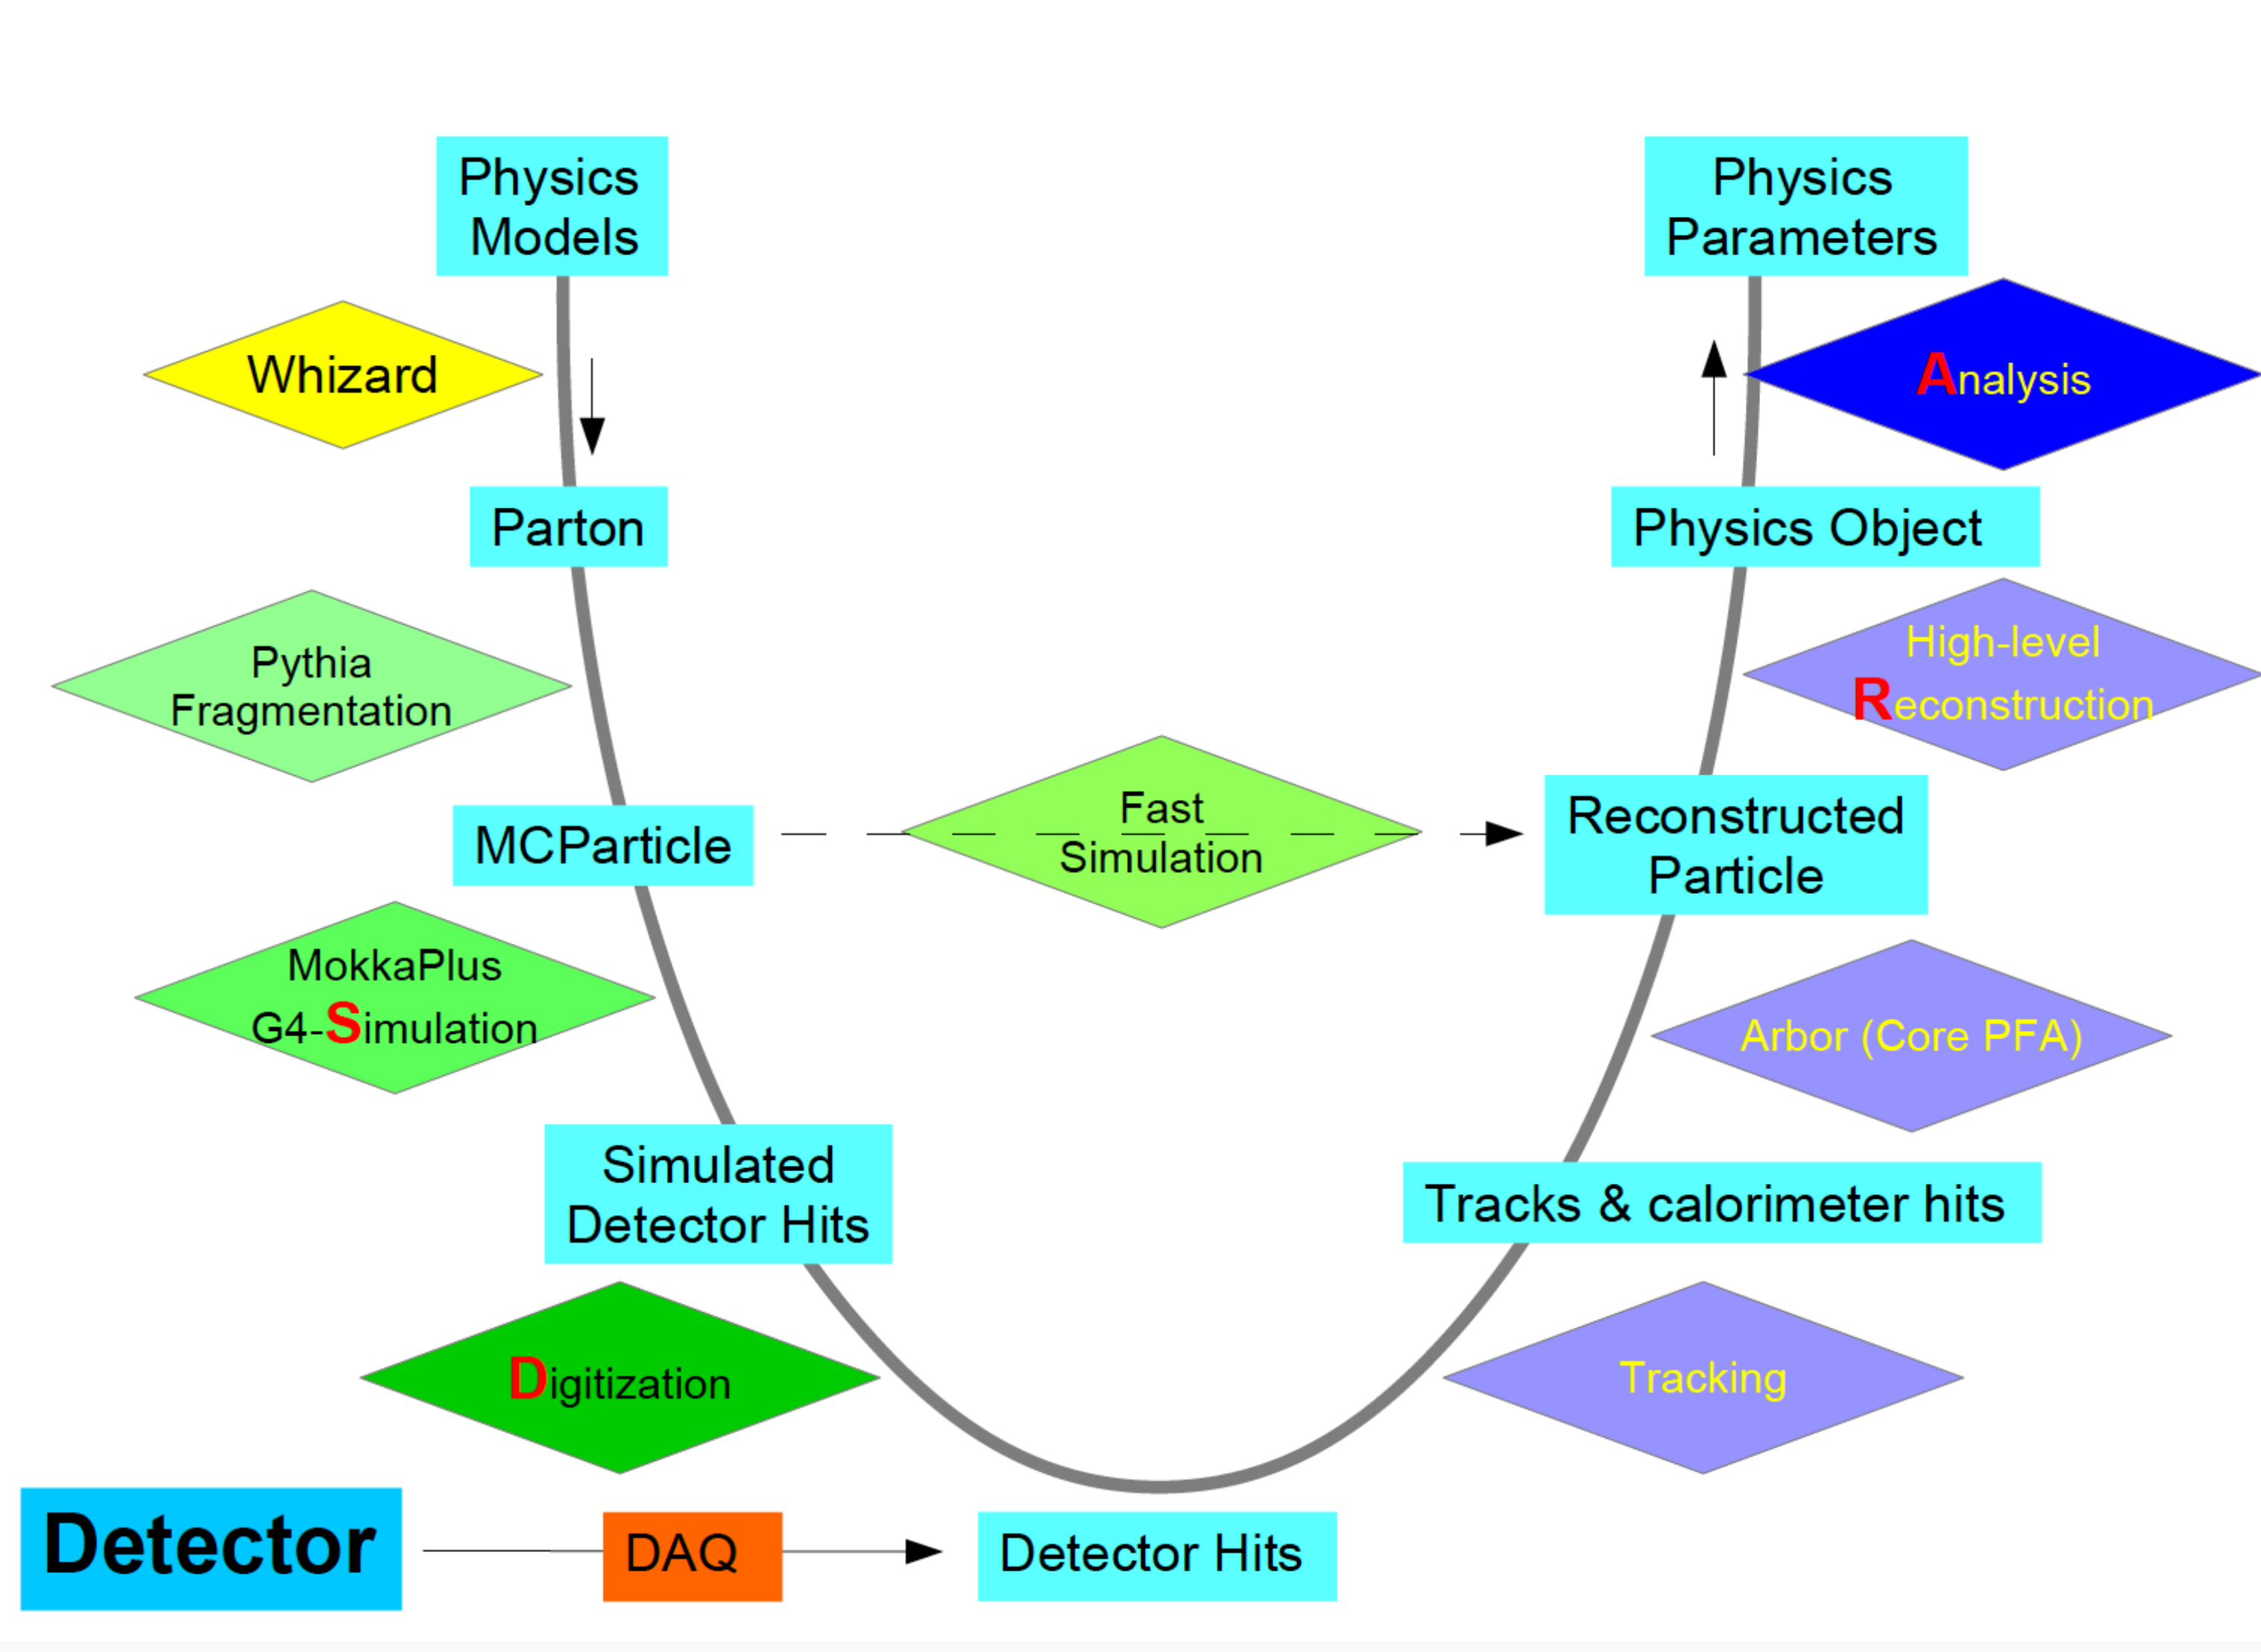 Physics
Models
Physics
Parameters
Whizard
Analysis
Parton
Physics Object
Pythia
Fragmentation
High-level
Reconstruction
Fast
Simulation
MCParticle
Reconstructed
Particle
MokkaPlus
G4-Simulation
Arbor (Core PFA)
Simulated
Detector Hits
Tracks & calorimeter hits
Digitization
Tracking
Detector
DAQ
Detector Hits